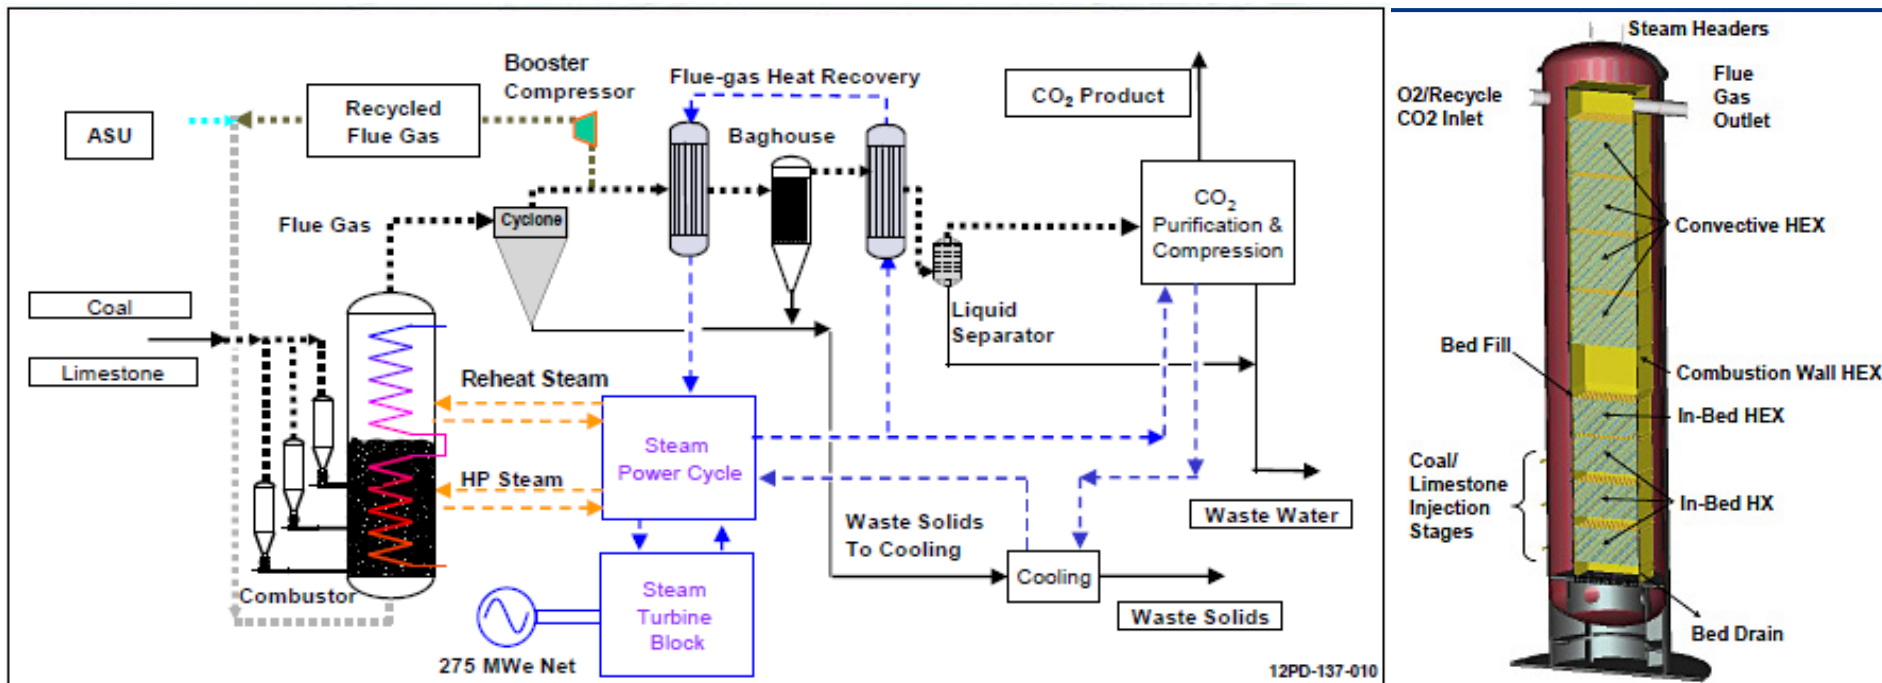 Booster
Compressor
Flue-gas Heat Recovery
CO2 Product
Recycled
Flue Gas
ASU
Baghouse
Cyclone
Flue Gas
CO2
Purification &
Compression
Coal
Limestone
Liquid
Separator
Reheat Steam
Steam
Power Cycle
HP Steam
Waste Solids
To Cooling
Waste Water
Combustor
Steam
Turbine
Block
Cooling
Waste Solids
275 MWe Net
12PD-137-010
Steam Headers
O2/Recycle
CO2 Inlet
Flue
Gas
Outlet
Convective HEX
Bed Fill
Combustion Wall HEX
In-Bed HEX
Coal/
Limestone
Injection
Stages
In-Bed HX
Bed Drain